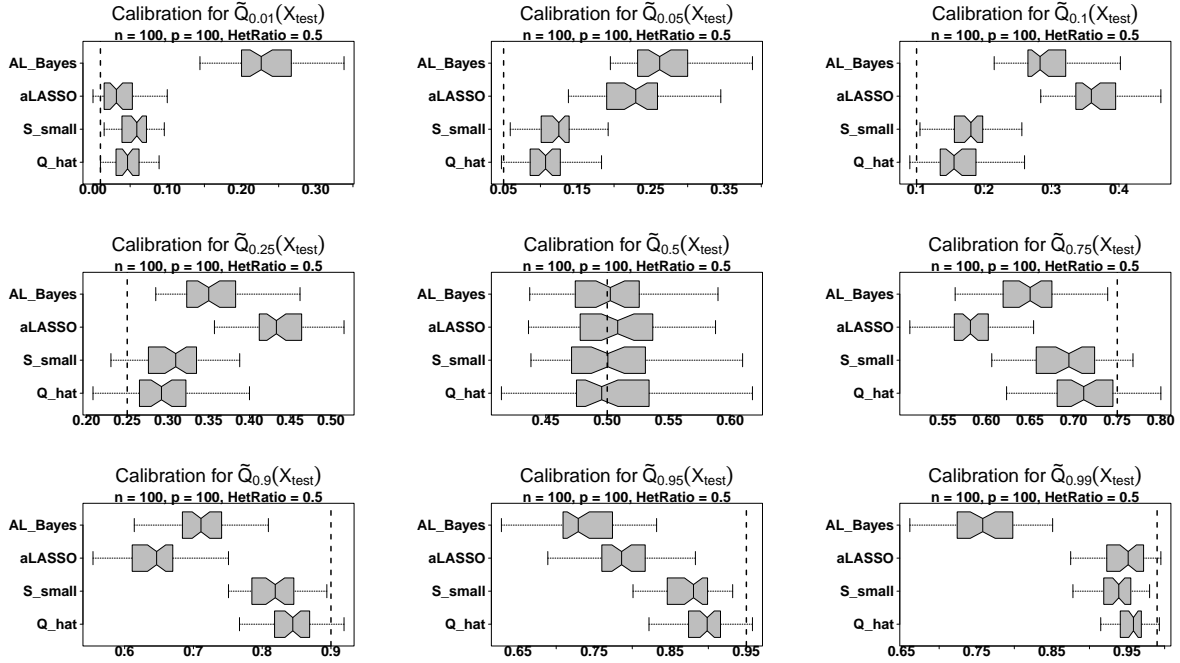 Calibration for Q̃0.01(Xtest)
n = 100, p = 100, HetRatio = 0.5
AL_Bayes
aLASSO
S_small
Q_hat
0.00 0.10 0.20 0.30
Calibration for Q̃0.05(Xtest)
n = 100, p = 100, HetRatio = 0.5
AL_Bayes
aLASSO
S_small
Q_hat
0.05 0.15 0.25 0.35
Calibration for Q̃0.1(Xtest)
n = 100, p = 100, HetRatio = 0.5
AL_Bayes
aLASSO
S_small
Q_hat
0.1 0.2 0.3 0.4
Calibration for Q̃0.25(Xtest)
n = 100, p = 100, HetRatio = 0.5
AL_Bayes
aLASSO
S_small
Q_hat
0.20 0.25 0.30 0.35 0.40 0.45 0.50
Calibration for Q̃0.5(Xtest)
n = 100, p = 100, HetRatio = 0.5
AL_Bayes
aLASSO
S_small
Q_hat
0.45 0.50 0.55 0.60
Calibration for Q̃0.75(Xtest)
n = 100, p = 100, HetRatio = 0.5
AL_Bayes
aLASSO
S_small
Q_hat
0.55 0.60 0.65 0.70 0.75 0.80
Calibration for Q̃0.9(Xtest)
n = 100, p = 100, HetRatio = 0.5
AL_Bayes
aLASSO
S_small
Q_hat
0.6 0.7 0.8 0.9
Calibration for Q̃0.95(Xtest)
n = 100, p = 100, HetRatio = 0.5
AL_Bayes
aLASSO
S_small
Q_hat
0.65 0.75 0.85 0.95
Calibration for Q̃0.99(Xtest)
n = 100, p = 100, HetRatio = 0.5
AL_Bayes
aLASSO
S_small
Q_hat
0.65 0.75 0.85 0.95